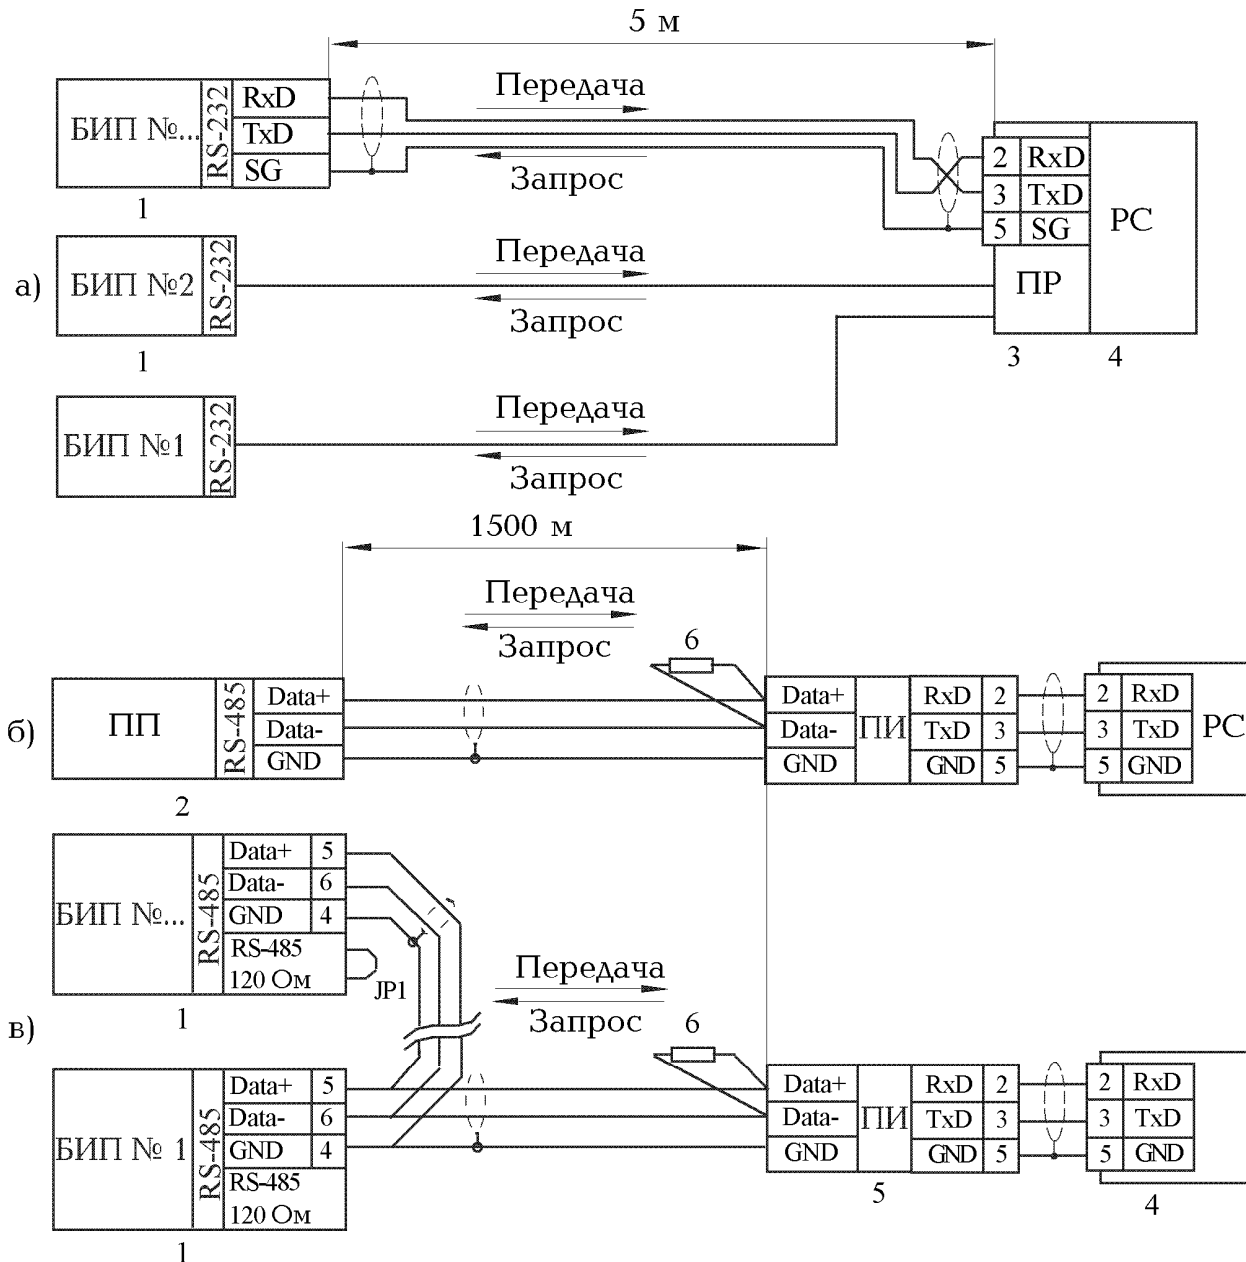 5 м
БИП №...
RS-232
RxD
TxD
SG
Передача
Запрос
2 RxD
3 TxD
5 SG
PC
ПР
1
а)
БИП №2
RS-232
Передача
Запрос
1
3
4
БИП №1
RS-232
Передача
Запрос
1500 м
Передача
Запрос
6
б)
ПП
RS-485
Data+
Data-
GND
2
Data+
Data-
GND
ПИ
RxD 2
TxD 3
GND 5
2 RxD
3 TxD
5 GND
PC
в)
БИП №...
RS-485
Data+ 5
Data- 6
GND 4
RS-485
120 Ом
JP1
1
Передача
Запрос
6
БИП № 1
RS-485
Data+ 5
Data- 6
GND 4
RS-485
120 Ом
1
Data+
Data-
GND
ПИ
RxD 2
TxD 3
GND 5
5
2 RxD
3 TxD
5 GND
4